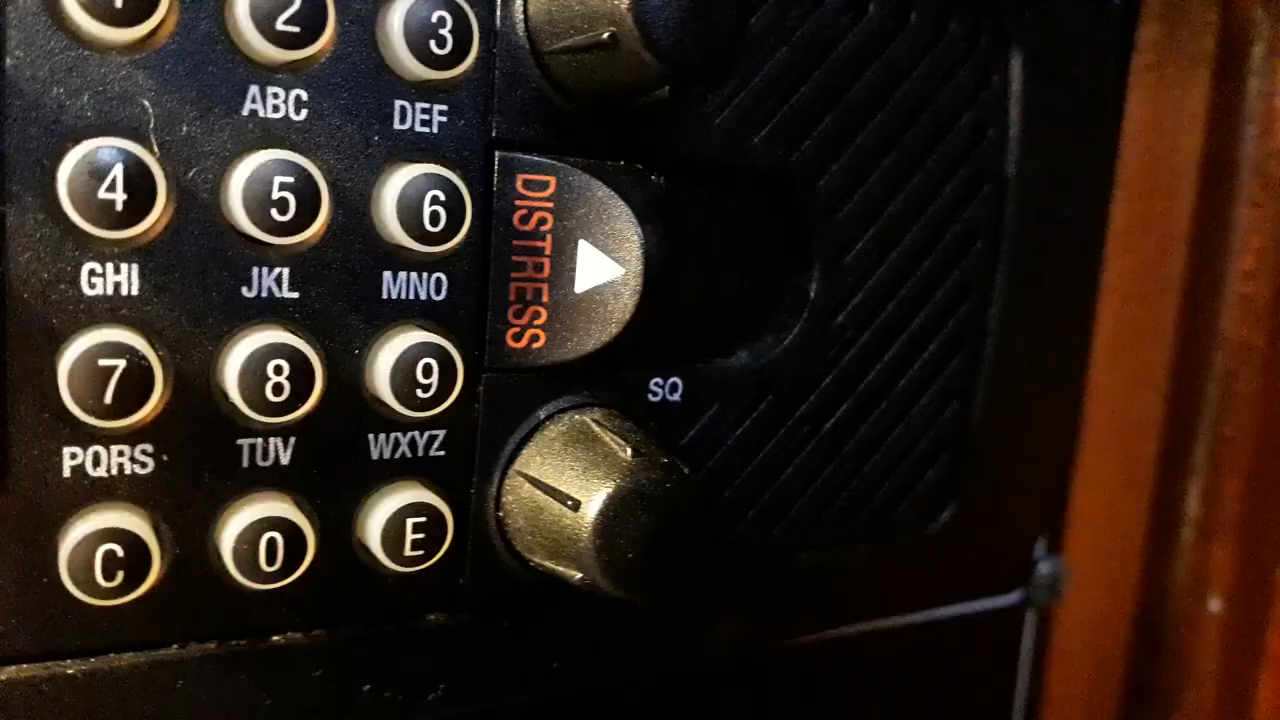 1 2 3
ABC DEF
4 5 6
GHI JKL MNO
7 8 9
PQRS TUV WXYZ
C 0 E
DISTRESS
SQ